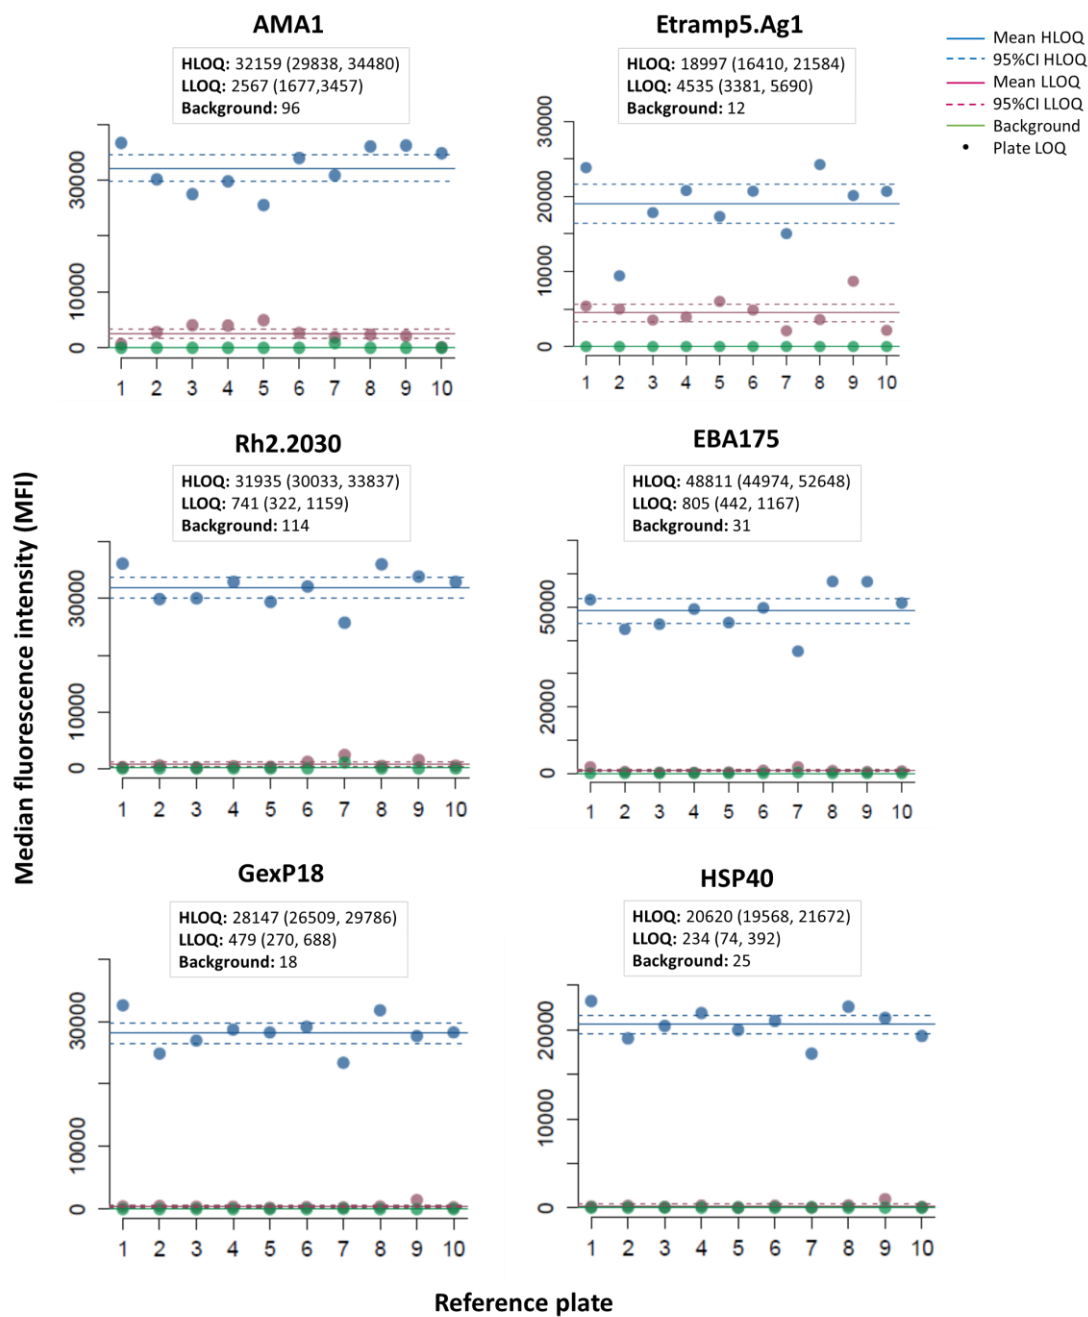 AMA1
HLOQ: 32159 (29838, 34480)
LLOQ: 2567 (1677,3457)
Background: 96
30000
10000
0
1 2 3 4 5 6 7 8 9 10
Etramp5.Ag1
HLOQ: 18997 (16410, 21584)
LLOQ: 4535 (3381, 5690)
Background: 12
30000
20000
10000
0
1 2 3 4 5 6 7 8 9 10
Mean HLOQ
95%CI HLOQ
Mean LLOQ
95%CI LLOQ
Background
Plate LOQ
Rh2.2030
HLOQ: 31935 (30033, 33837)
LLOQ: 741 (322, 1159)
Background: 114
30000
10000
0
1 2 3 4 5 6 7 8 9 10
EBA175
HLOQ: 48811 (44974, 52648)
LLOQ: 805 (442, 1167)
Background: 31
50000
20000
0
1 2 3 4 5 6 7 8 9 10
Median fluorescence intensity (MFI)
GexP18
HLOQ: 28147 (26509, 29786)
LLOQ: 479 (270, 688)
Background: 18
30000
10000
0
1 2 3 4 5 6 7 8 9 10
HSP40
HLOQ: 20620 (19568, 21672)
LLOQ: 234 (74, 392)
Background: 25
20000
10000
0
1 2 3 4 5 6 7 8 9 10
Reference plate